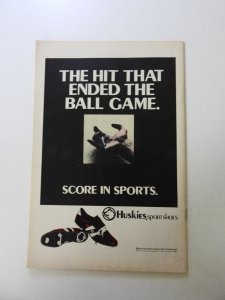 THE HIT THAT
ENDED THE
BALL GAME.
SCORE IN SPORTS.
Huskies sport shoes